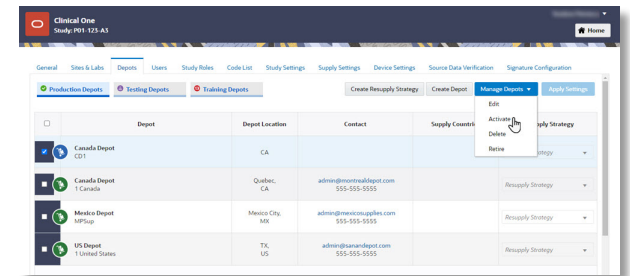 Clinical One
Study: P01-123-A3
Home
General Sites & Labs Depots Users Study Roles Code List Study Settings Supply Settings Device Settings Source Data Verification Signature Configuration
Production Depots Testing Depots Training Depots Create Resupply Strategy Create Depot Manage Depots Apply Settings
Edit
Activate
Delete
Retire
Depot Depot Location Contact Supply Countri ply Strategy
Canada Depot
CD1
CA
ategy
Canada Depot
1 Canada
Quebec,
CA
admin@montrealdepot.com
555-555-5555
Resupply Strategy
Mexico Depot
MPSup
Mexico City,
MX
admin@mexicosupplies.com
555-555-5555
Resupply Strategy
US Depot
1 United States
TX,
US
admin@sanandepot.com
555-555-5555
Resupply Strategy